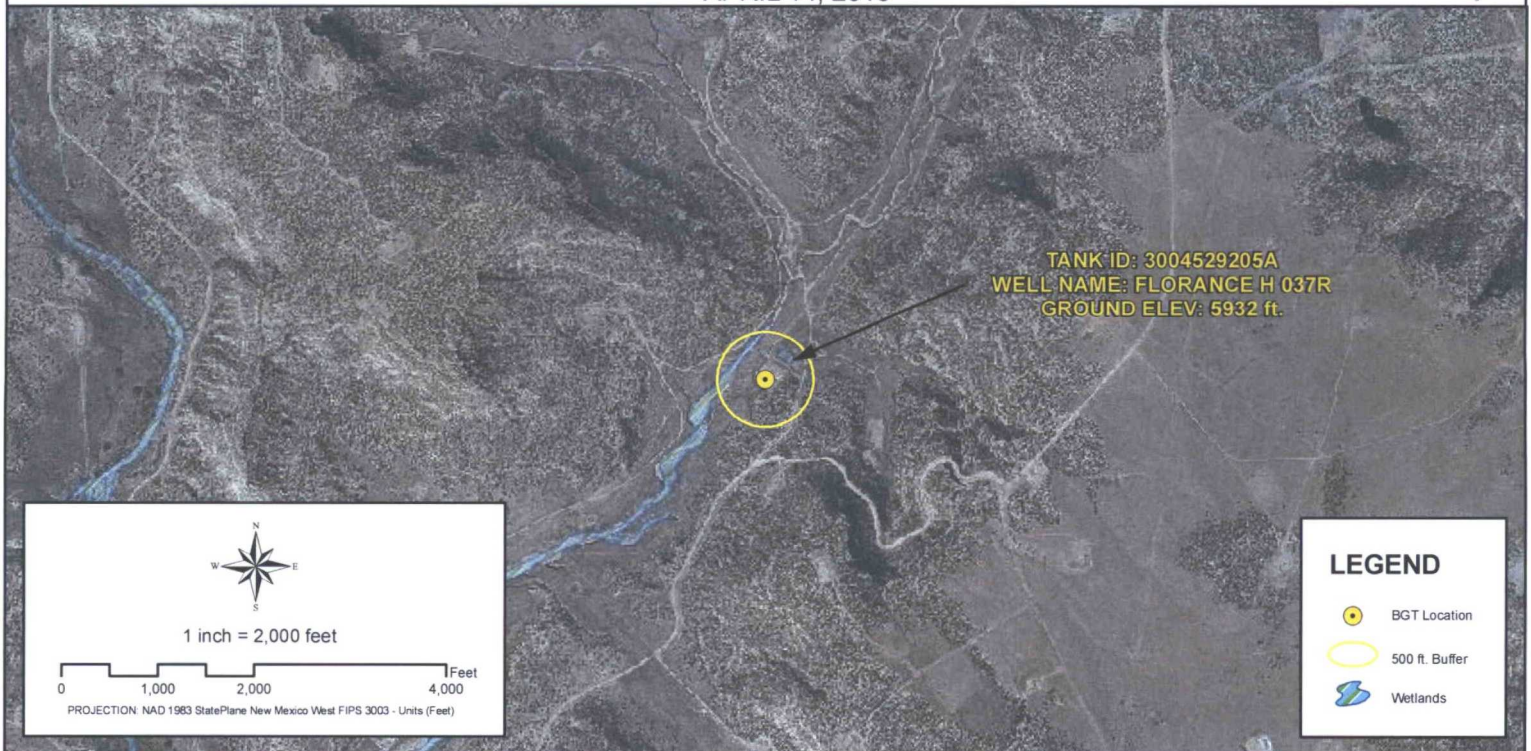 TANK ID: 3004529205A
WELL NAME: FLORANCE H 037R
GROUND ELEV: 5932 ft.
N
W
E
S
1 inch = 2,000 feet
Feet
0 1,000 2,000 4,000
PROJECTION: NAD 1983 StatePlane New Mexico West FIPS 3003 - Units (Feet)
LEGEND
BGT Location
500 ft. Buffer
Wetlands